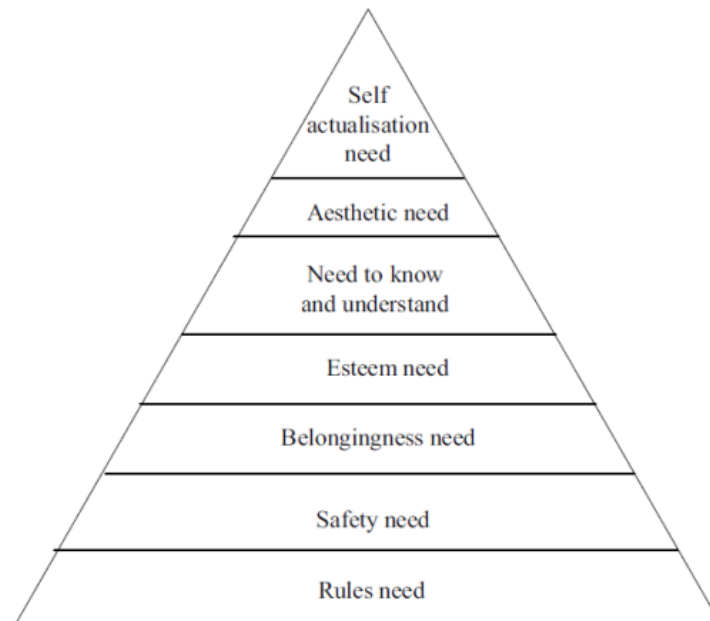 Self
actualisation
need
Aesthetic need
Need to know
and understand
Esteem need
Belongingness need
Safety need
Rules need